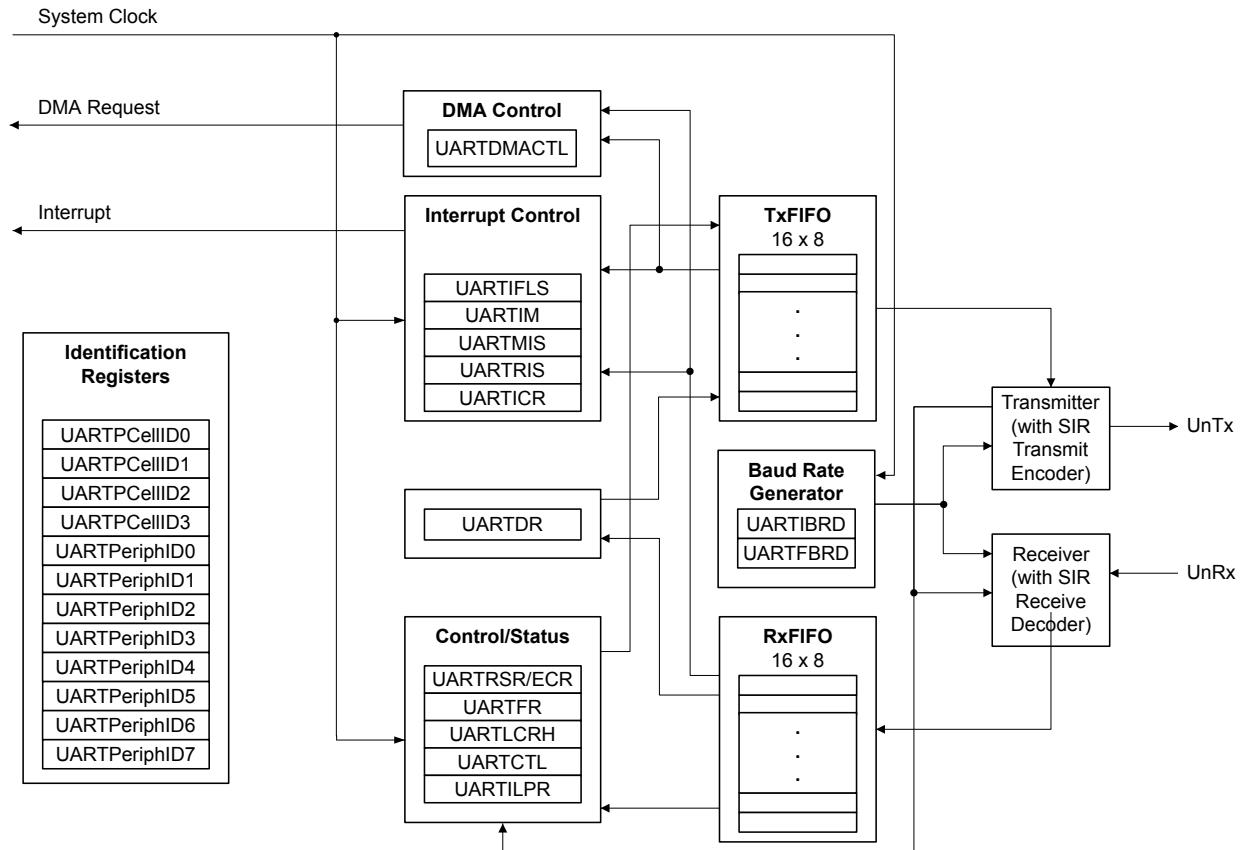 System Clock
DMA Request
DMA Control
UARTDMACTL
Interrupt
Interrupt Control
UARTIFLS
UARTIM
UARTMIS
UARTRIS
UARTICR
TxFIFO
16 x 8
.
.
.
Identification
Registers
UARTPCellID0
UARTPCellID1
UARTPCellID2
UARTPCellID3
UARTPeriphID0
UARTPeriphID1
UARTPeriphID2
UARTPeriphID3
UARTPeriphID4
UARTPeriphID5
UARTPeriphID6
UARTPeriphID7
UARTDR
Baud Rate
Generator
UARTIBRD
UARTFBRD
Transmitter
(with SIR
Transmit
Encoder)
UnTx
Receiver
(with SIR
Receive
Decoder)
UnRx
Control/Status
UARTRSR/ECR
UARTFR
UARTLCRH
UARTCTL
UARTILPR
RxFIFO
16 x 8
.
.
.